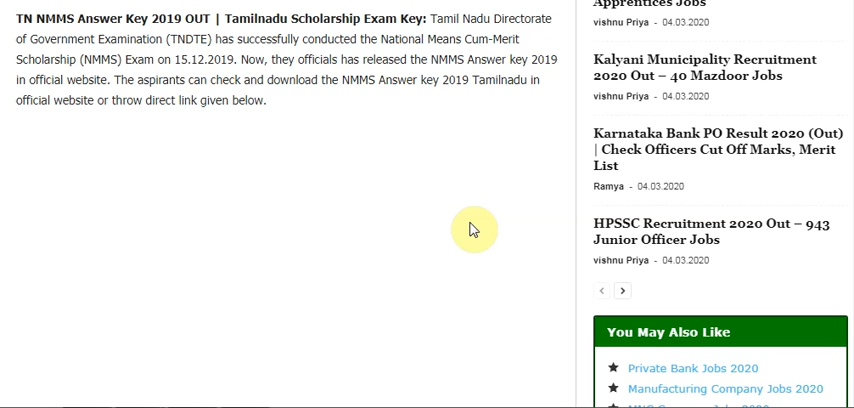 TN NMMS Answer Key 2019 OUT | Tamilnadu Scholarship Exam Key: Tamil Nadu Directorate
of Government Examination (TNDTE) has successfully conducted the National Means Cum-Merit
Scholarship (NMMS) Exam on 15.12.2019. Now, they officials has released the NMMS Answer key 2019
in official website. The aspirants can check and download the NMMS Answer key 2019 Tamilnadu in
official website or throw direct link given below.
Apprentices Jobs
vishnu Priya - 04.03.2020
Kalyani Municipality Recruitment
2020 Out – 40 Mazdoor Jobs
vishnu Priya - 04.03.2020
Karnataka Bank PO Result 2020 (Out)
| Check Officers Cut Off Marks, Merit
List
Ramya - 04.03.2020
HPSSC Recruitment 2020 Out – 943
Junior Officer Jobs
vishnu Priya - 04.03.2020
You May Also Like
Private Bank Jobs 2020
Manufacturing Company Jobs 2020